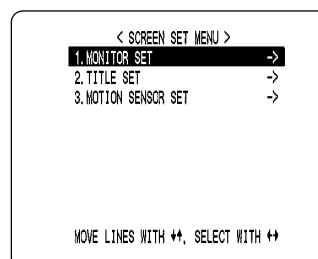 < SCREEN SET MENU >
1.MONITOR SET ->
2.TITLE SET ->
3.MOTION SENSOR SET ->
MOVE LINES WITH ↓↑, SELECT WITH ←→